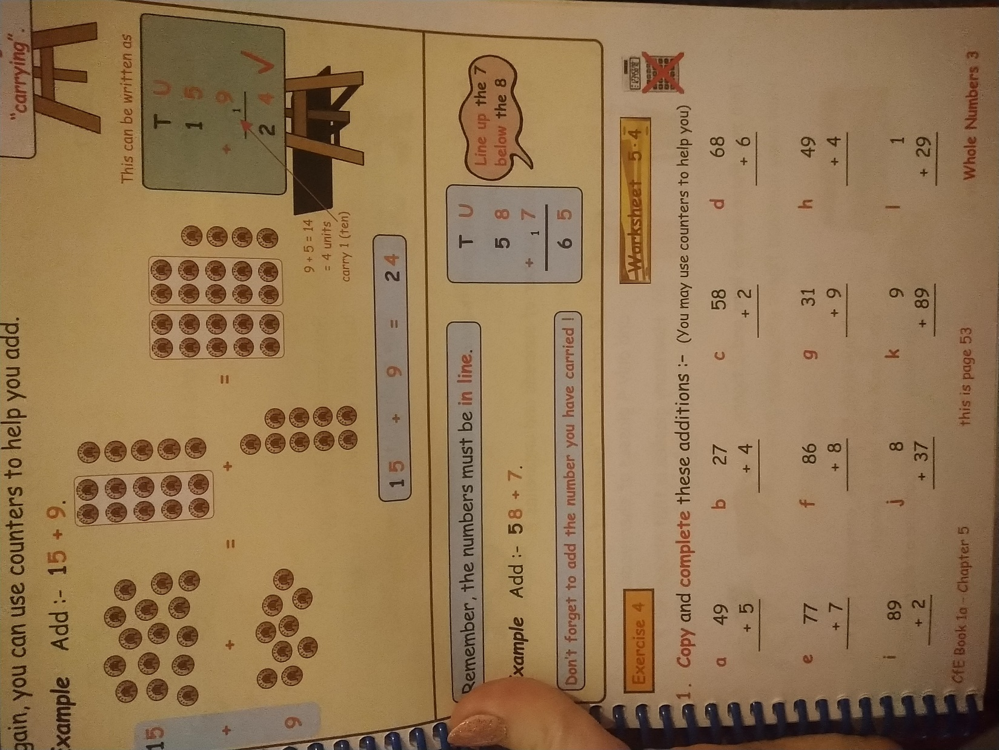 "carrying".
gain, you can use counters to help you add.
Example Add :- 15 + 9.
This can be written as
15
+
9
= + =
T U
1 5
+ 9
1
2 4
9 + 5 = 14
= 4 units
carry 1 (ten)
15 + 9 = 24
Remember, the numbers must be in line.
T U
5 8
+ 7
1
6 5
Line up the 7
below the 8
Example Add :- 58 + 7.
Don't forget to add the number you have carried !
Exercise 4
Worksheet 5·4
1. Copy and complete these additions :- (You may use counters to help you)
a 49 b 27 c 58 d 68
+ 5 + 4 + 2 + 6
e 77 f 86 g 31 h 49
+ 7 + 8 + 9 + 4
i 89 j 8 k 9 l 1
+ 2 + 37 + 89 + 29
CfE Book 1a - Chapter 5 this is page 53 Whole Numbers 3